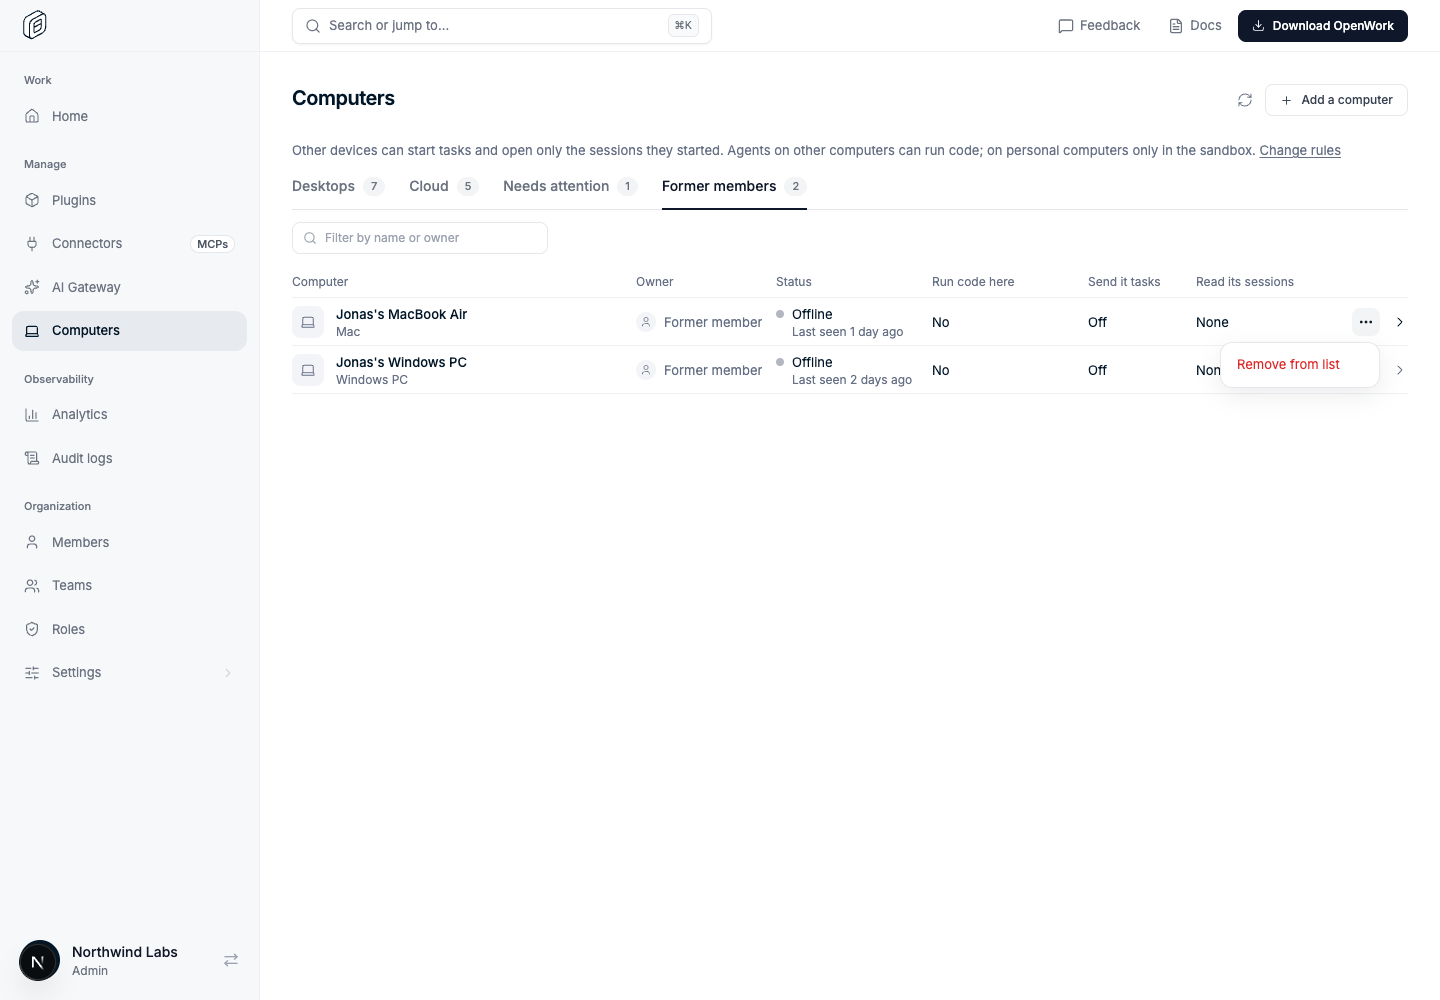 Search or jump to...
⌘K
Feedback
Docs
Download OpenWork
Work
Home
Manage
Plugins
Connectors
MCPs
AI Gateway
Computers
Observability
Analytics
Audit logs
Organization
Members
Teams
Roles
Settings
N
Northwind Labs
Admin
Computers
Add a computer
Other devices can start tasks and open only the sessions they started. Agents on other computers can run code; on personal computers only in the sandbox. Change rules
Desktops 7
Cloud 5
Needs attention 1
Former members 2
Filter by name or owner
Computer Owner Status Run code here Send it tasks Read its sessions
Jonas's MacBook Air
Mac
Former member
Offline
Last seen 1 day ago
No
Off
None
Jonas's Windows PC
Windows PC
Former member
Offline
Last seen 2 days ago
No
Off
Non
Remove from list